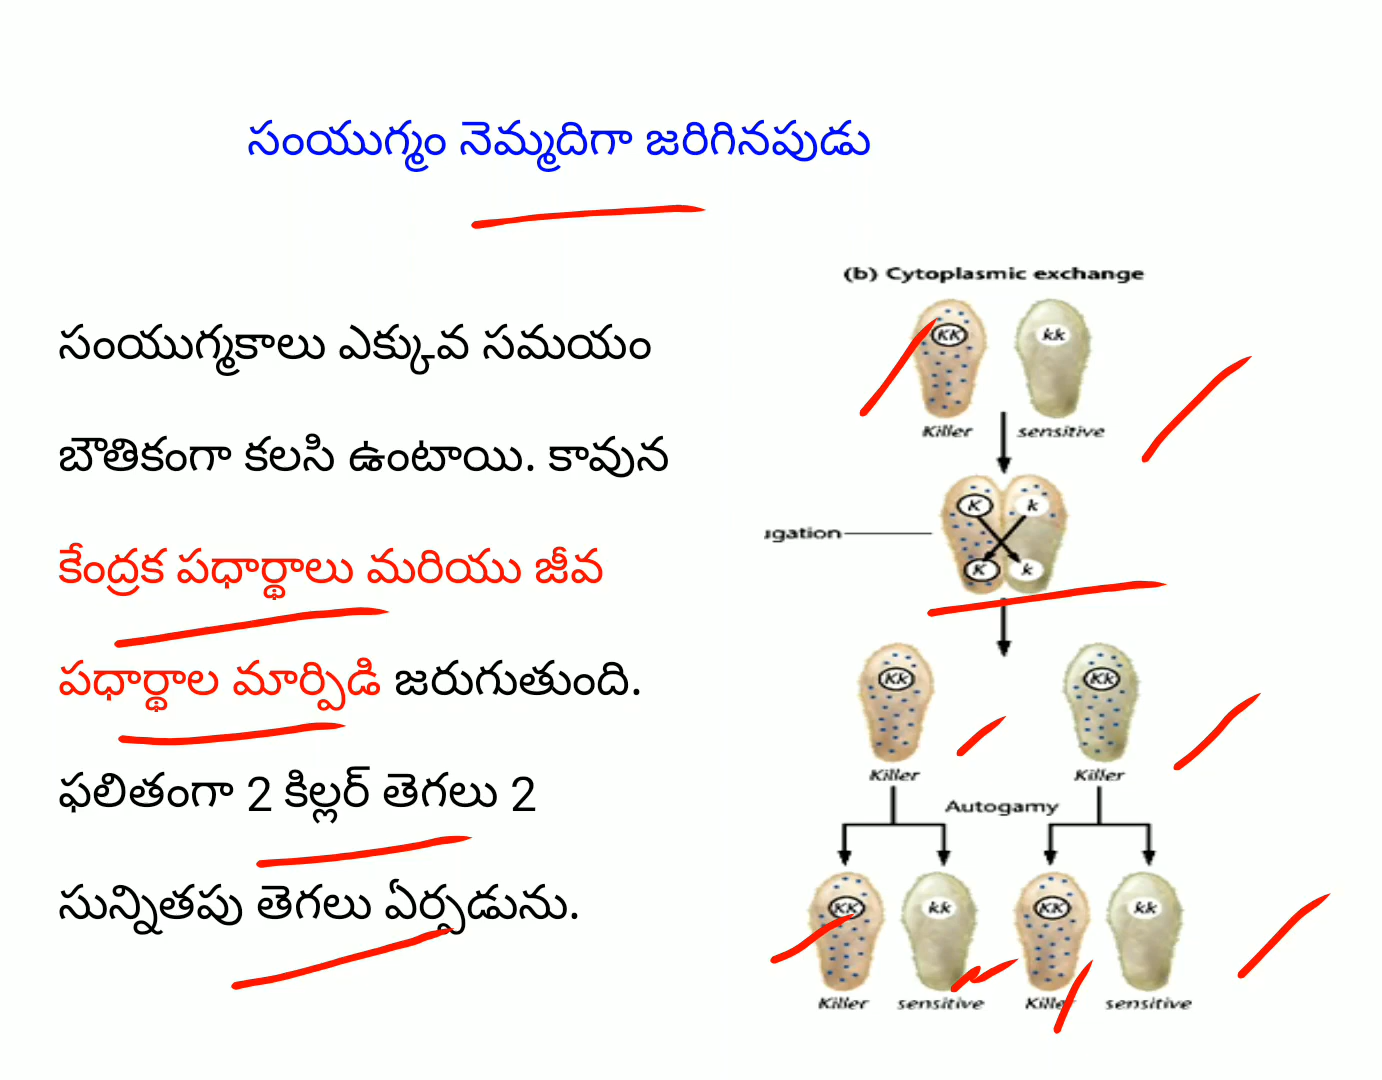 సంయుగ్మం నెమ్మదిగా జరిగినపుడు
సంయుగ్మకాలు ఎక్కువ సమయం
బౌతికంగా కలసి ఉంటాయి. కావున
కేంద్రక పధార్థాలు మరియు జీవ
పధార్థాల మార్పిడి జరుగుతుంది.
ఫలితంగా 2 కిల్లర్ తెగలు 2
సున్నితపు తెగలు ఏర్పడును.
(b) Cytoplasmic exchange
KK kk
Killer sensitive
K k
ugation
K k
Kk Kk
Killer Killer
Autogamy
KK kk KK kk
Killer sensitive Killer sensitive